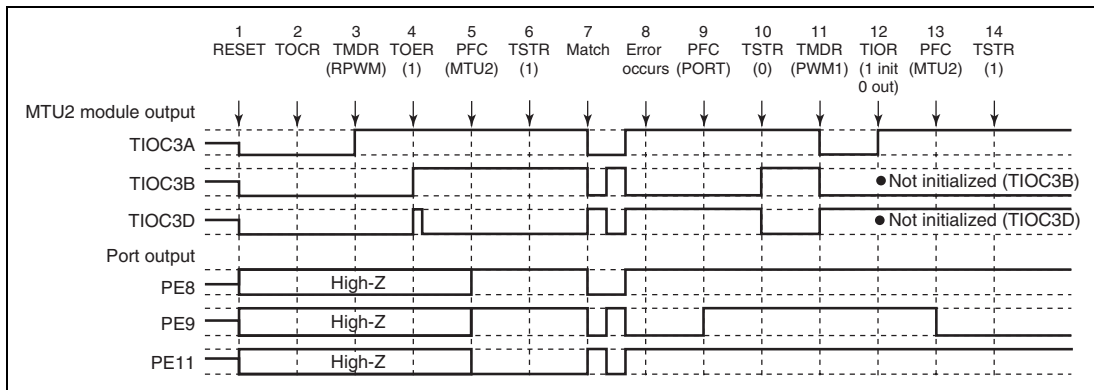 1 2 3 4 5 6 7 8 9 10 11 12 13 14
RESET TOCR TMDR TOER PFC TSTR Match Error PFC TSTR TMDR TIOR PFC TSTR
(RPWM) (1) (MTU2) (1) occurs (PORT) (0) (PWM1) (1 init (MTU2) (1)
0 out)
MTU2 module output
TIOC3A
TIOC3B ● Not initialized (TIOC3B)
TIOC3D ● Not initialized (TIOC3D)
Port output
PE8 High-Z
PE9 High-Z
PE11 High-Z